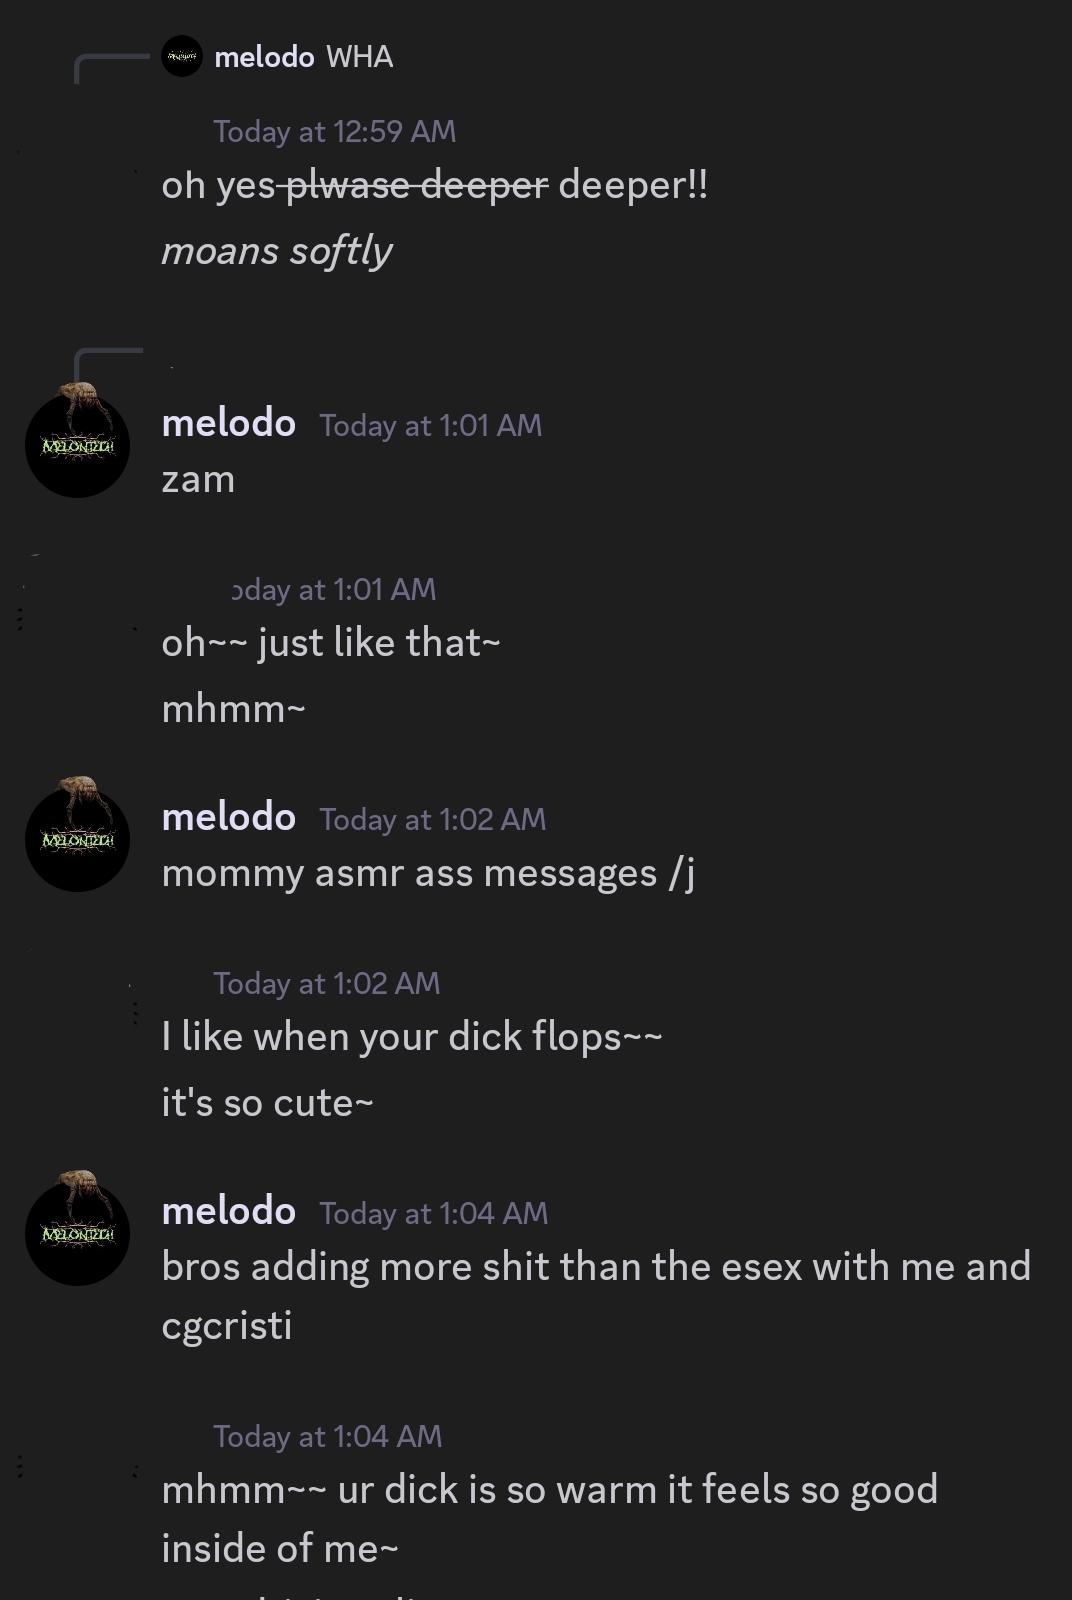 melodo WHA
Today at 12:59 AM
oh yes plwase deeper deeper!!
moans softly
melodo Today at 1:01 AM
MELONIZCH
zam
oday at 1:01 AM
oh~~ just like that~
mhmm~
melodo Today at 1:02 AM
mommy asmr ass messages /j
Today at 1:02 AM
I like when your dick flops~~
it's so cute~
melodo Today at 1:04 AM
bros adding more shit than the esex with me and
cgcristi
Today at 1:04 AM
mhmm~~ ur dick is so warm it feels so good
inside of me~